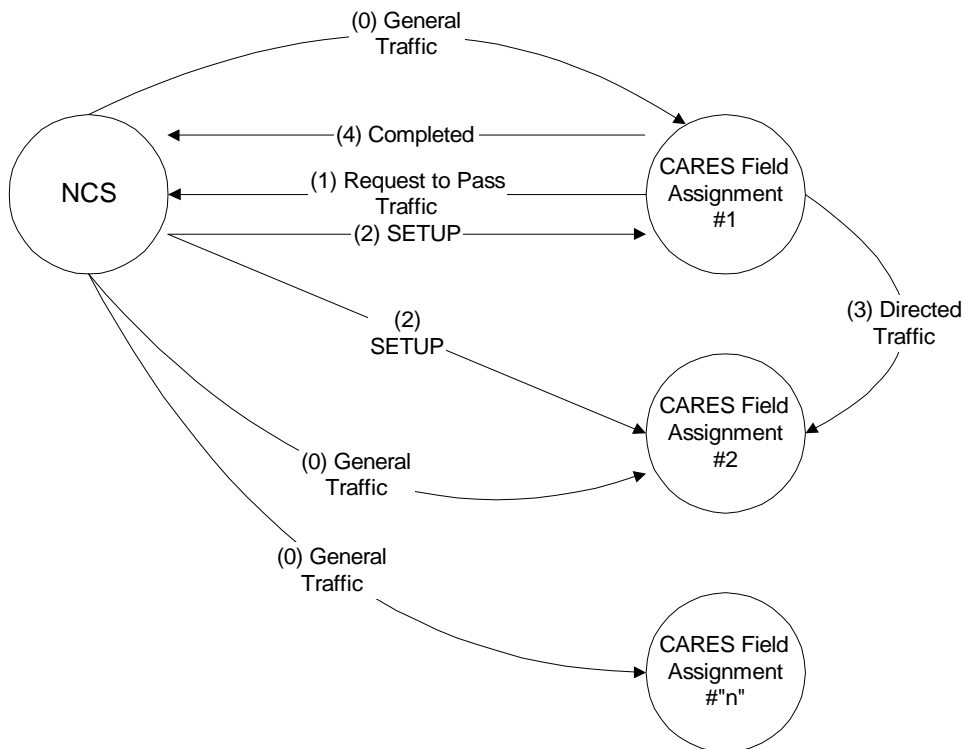 (0) General
Traffic
(4) Completed
NCS
(1) Request to Pass
Traffic
(2) SETUP
CARES Field
Assignment
#1
(3) Directed
Traffic
(2)
SETUP
CARES Field
Assignment
#2
(0) General
Traffic
(0) General
Traffic
CARES Field
Assignment
#"n"